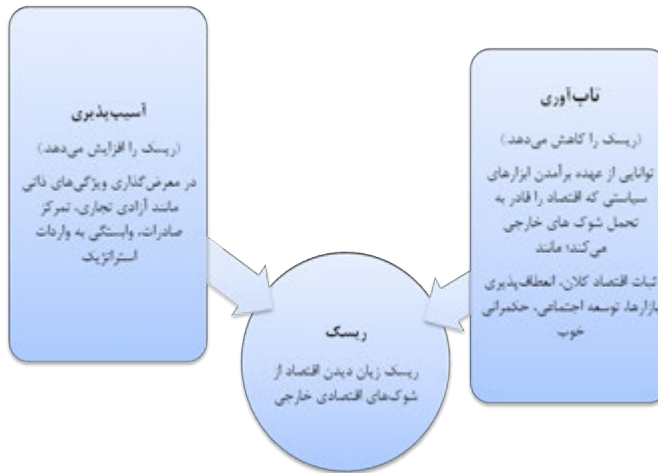 تاب‌آوری
(ریسک را کاهش می‌دهد)
توانایی از عهده برآمدن ابزارهای
سیاستی که اقتصاد را قادر به
تحمل شوک های خارجی
می‌کند؛ مانند
ثبات اقتصاد کلان، انعطاف‌پذیری
بازارها، توسعه اجتماعی، حکمرانی
خوب
آسیب‌پذیری
(ریسک را افزایش می‌دهد)
در معرض‌گذاری ویژگی‌های ذاتی
مانند آزادی تجاری، تمرکز
صادرات، وابستگی به واردات
استراتژیک
ریسک
ریسک زیان دیدن اقتصاد از
شوک‌های اقتصادی خارجی